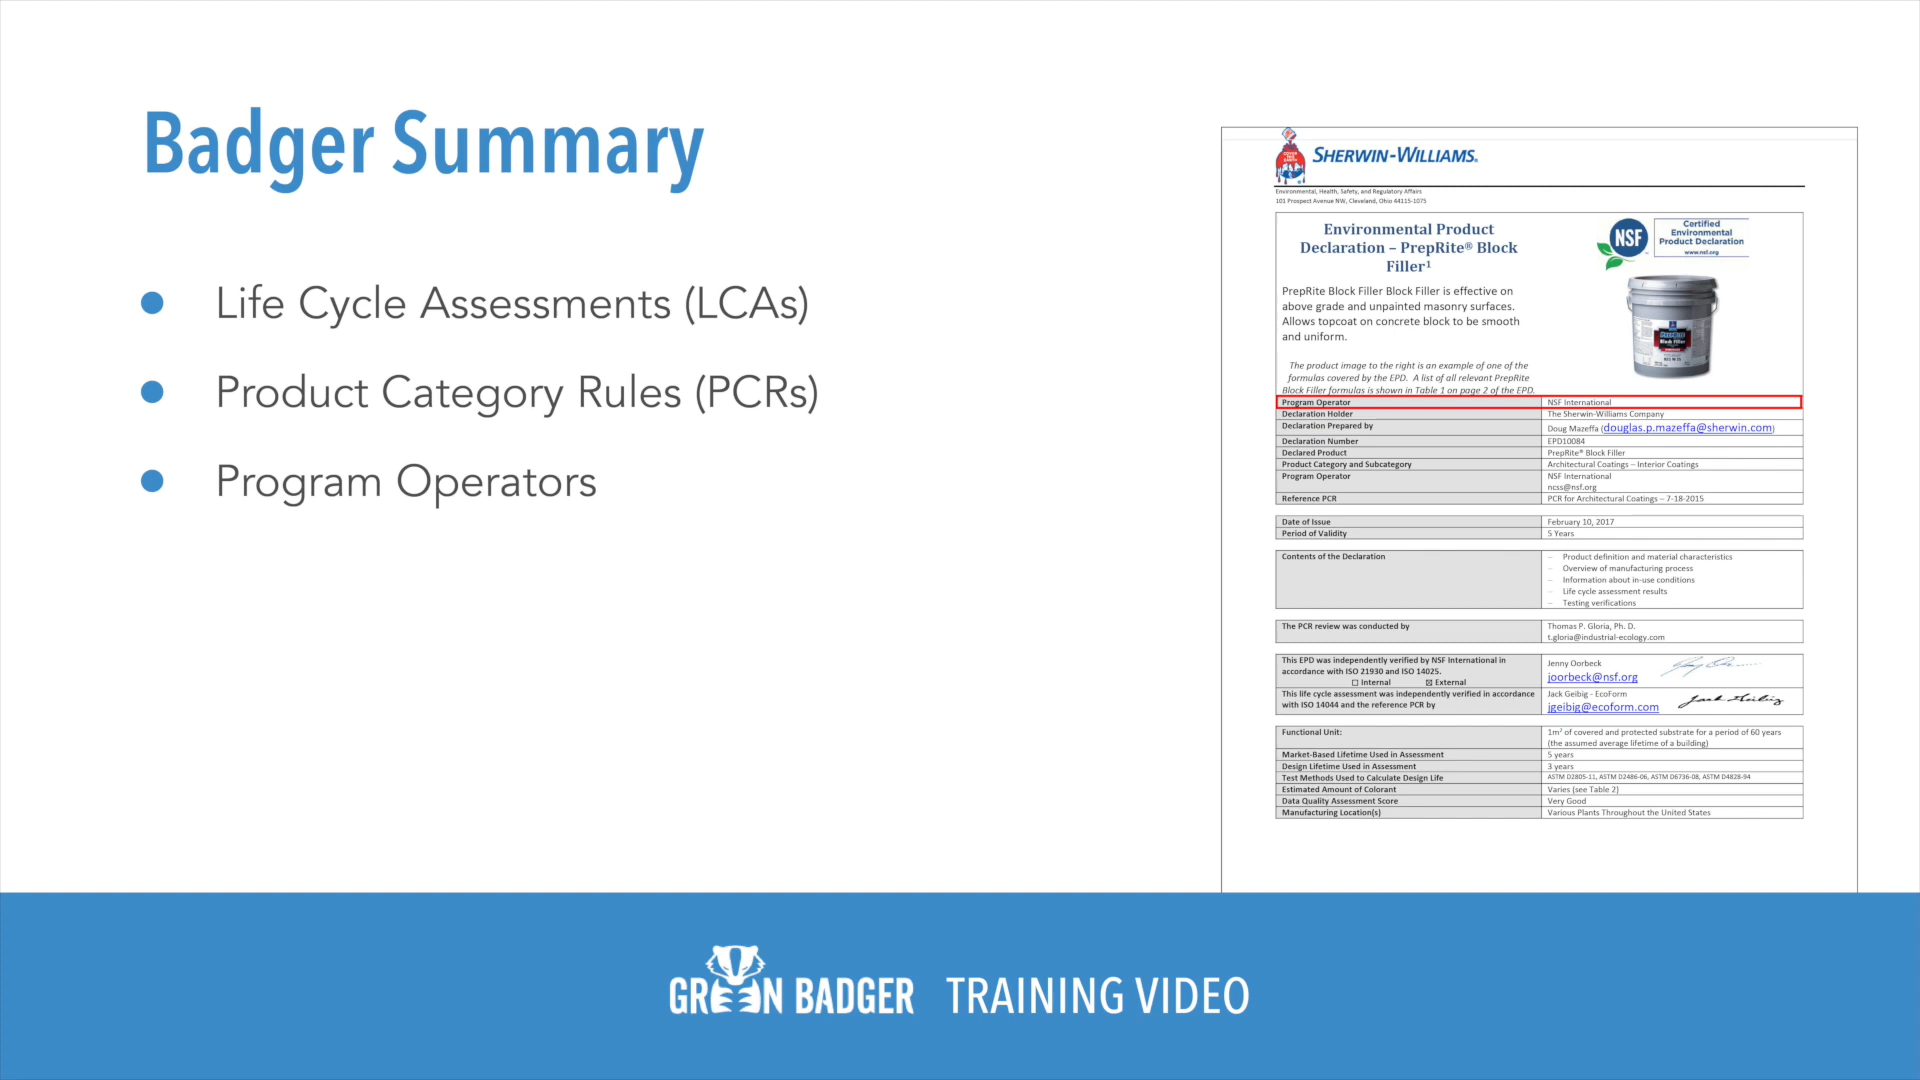 Badger Summary
Life Cycle Assessments (LCAs)
Product Category Rules (PCRs)
Program Operators
SHERWIN-WILLIAMS.
Environmental, Health, Safety, and Regulatory Affairs
101 Prospect Avenue NW, Cleveland, Ohio 44115-1075
Environmental Product
Declaration – PrepRite® Block
Filler¹
NSF
Certified
Environmental
Product Declaration
www.nsf.org
PrepRite Block Filler Block Filler is effective on
above grade and unpainted masonry surfaces.
Allows topcoat on concrete block to be smooth
and uniform.
The product image to the right is an example of one of the
formulas covered by the EPD. A list of all relevant PrepRite
Block Filler formulas is shown in Table 1 on page 2 of the EPD.
Program Operator NSF International
Declaration Holder The Sherwin-Williams Company
Declaration Prepared by Doug Mazeffa (douglas.p.mazeffa@sherwin.com)
Declaration Number EPD10084
Declared Product PrepRite® Block Filler
Product Category and Subcategory Architectural Coatings – Interior Coatings
Program Operator NSF International
ncss@nsf.org
Reference PCR PCR for Architectural Coatings – 7-18-2015
Date of Issue February 10, 2017
Period of Validity 5 Years
Contents of the Declaration – Product definition and material characteristics
– Overview of manufacturing process
– Information about in-use conditions
– Life cycle assessment results
– Testing verifications
The PCR review was conducted by Thomas P. Gloria, Ph. D.
t.gloria@industrial-ecology.com
This EPD was independently verified by NSF International in
accordance with ISO 21930 and ISO 14025.
☐ Internal ☒ External
Jenny Oorbeck
joorbeck@nsf.org
This life cycle assessment was independently verified in accordance
with ISO 14044 and the reference PCR by
Jack Geibig - EcoForm
jgeibig@ecoform.com
Functional Unit: 1m² of covered and protected substrate for a period of 60 years
(the assumed average lifetime of a building)
Market-Based Lifetime Used in Assessment 5 years
Design Lifetime Used in Assessment 3 years
Test Methods Used to Calculate Design Life ASTM D2805-11, ASTM D2486-06, ASTM D6736-08, ASTM D4828-94
Estimated Amount of Colorant Varies (see Table 2)
Data Quality Assessment Score Very Good
Manufacturing Location(s) Various Plants Throughout the United States
GREEN BADGER TRAINING VIDEO